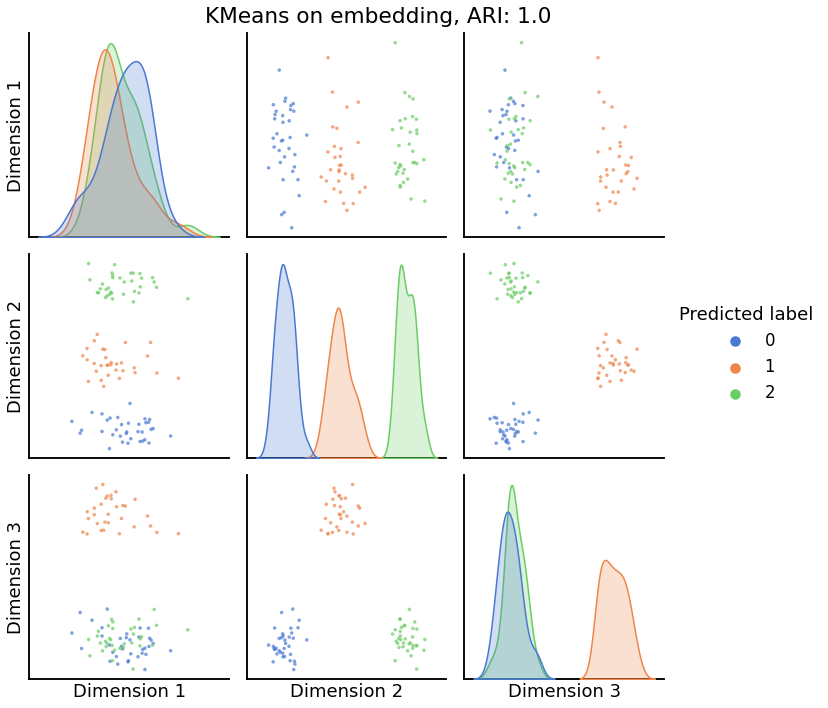 KMeans on embedding, ARI: 1.0
Dimension 1
Dimension 2
Predicted label
0
1
2
Dimension 3
Dimension 1
Dimension 2
Dimension 3